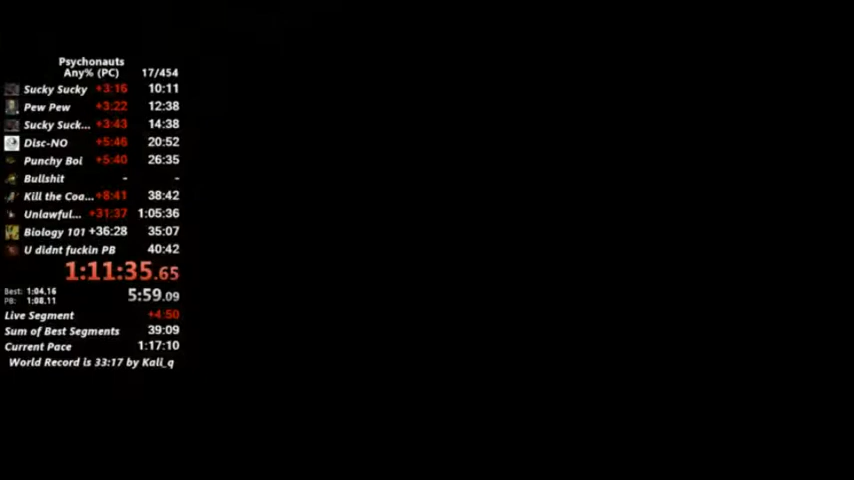 Psychonauts
Any% (PC) 17/454
Sucky Sucky +3:16 10:11
Pew Pew +3:22 12:38
Sucky Suck... +3:43 14:38
Disc-NO +5:46 20:52
Punchy Boi +5:40 26:35
Bullshit - -
Kill the Coa... +8:41 38:42
Unlawful... +31:37 1:05:36
Biology 101 +36:28 35:07
U didnt fuckin PB 40:42
1:11:35.65
Best: 1:04.16
PB: 1:08.11
5:59.09
Live Segment +4:50
Sum of Best Segments 39:09
Current Pace 1:17:10
World Record is 33:17 by Kali_q